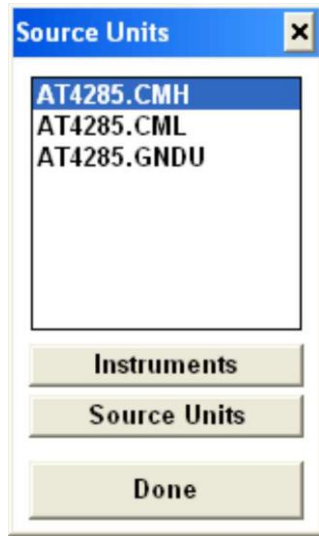 Source Units
AT4285.CMH
AT4285.CML
AT4285.GNDU
Instruments
Source Units
Done